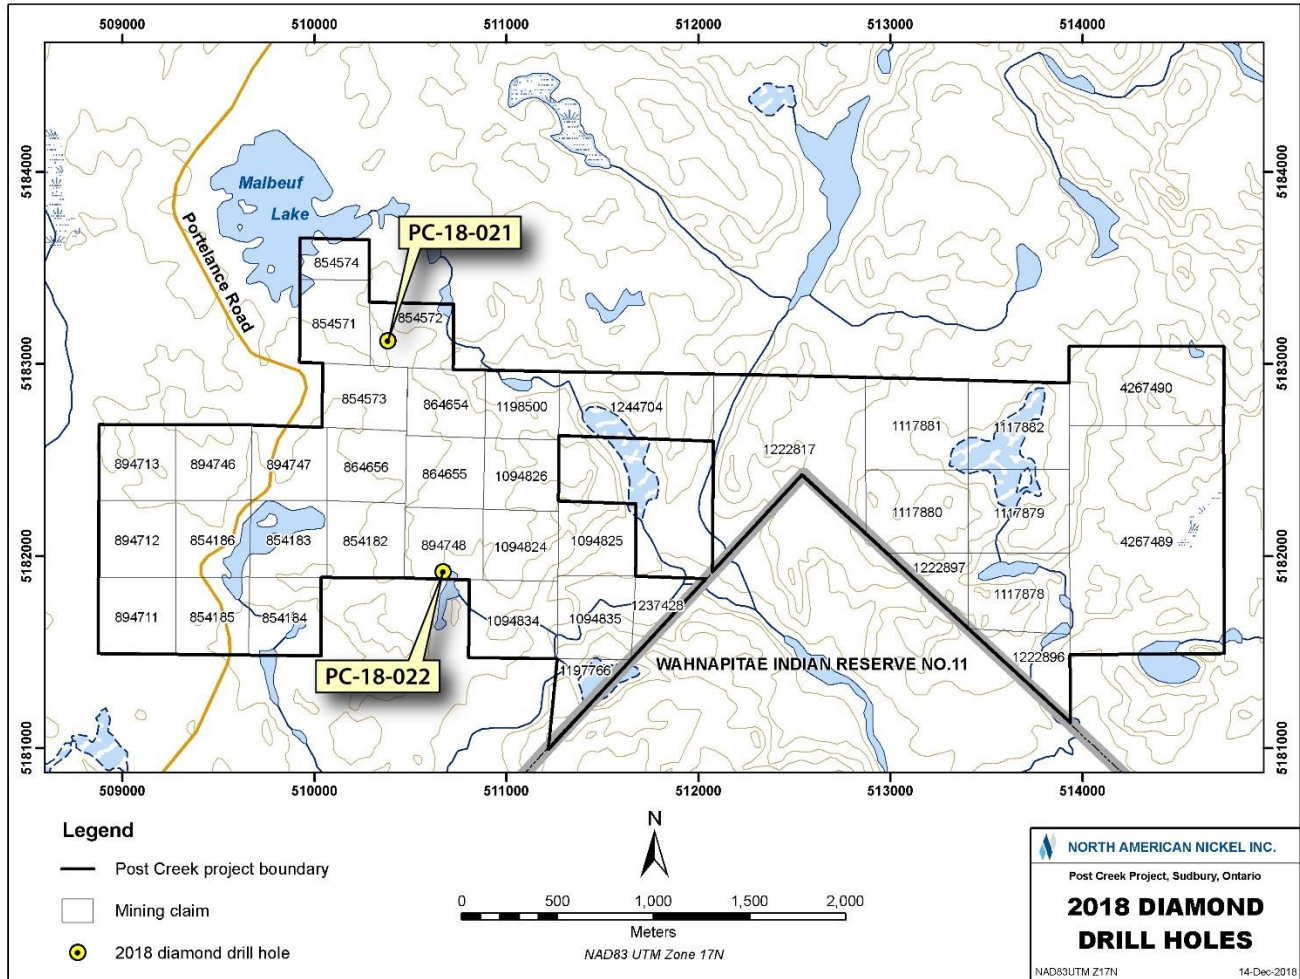 509000 510000 511000 512000 513000 514000
5184000
5184000
Malbeuf
Lake
Portelance Road
PC-18-021
854574
854571
854572
5183000
5183000
854573
864654
1198500
1244704
1222817
1117881
1117882
4267490
894713
894746
894747
864656
864655
1094826
1117880
1117879
4267489
894712
854186
854183
854182
894748
1094824
1094825
5182000
5182000
1222897
1117878
894711
854185
854184
1094834
1094835
1237428
1222896
PC-18-022
1197766
WAHNAPITAE INDIAN RESERVE NO.11
5181000
5181000
509000 510000 511000 512000 513000 514000
Legend
Post Creek project boundary
Mining claim
2018 diamond drill hole
N
0 500 1,000 1,500 2,000
Meters
NAD83 UTM Zone 17N
NORTH AMERICAN NICKEL INC.
Post Creek Project, Sudbury, Ontario
2018 DIAMOND
DRILL HOLES
NAD83UTM Z17N 14-Dec-2018